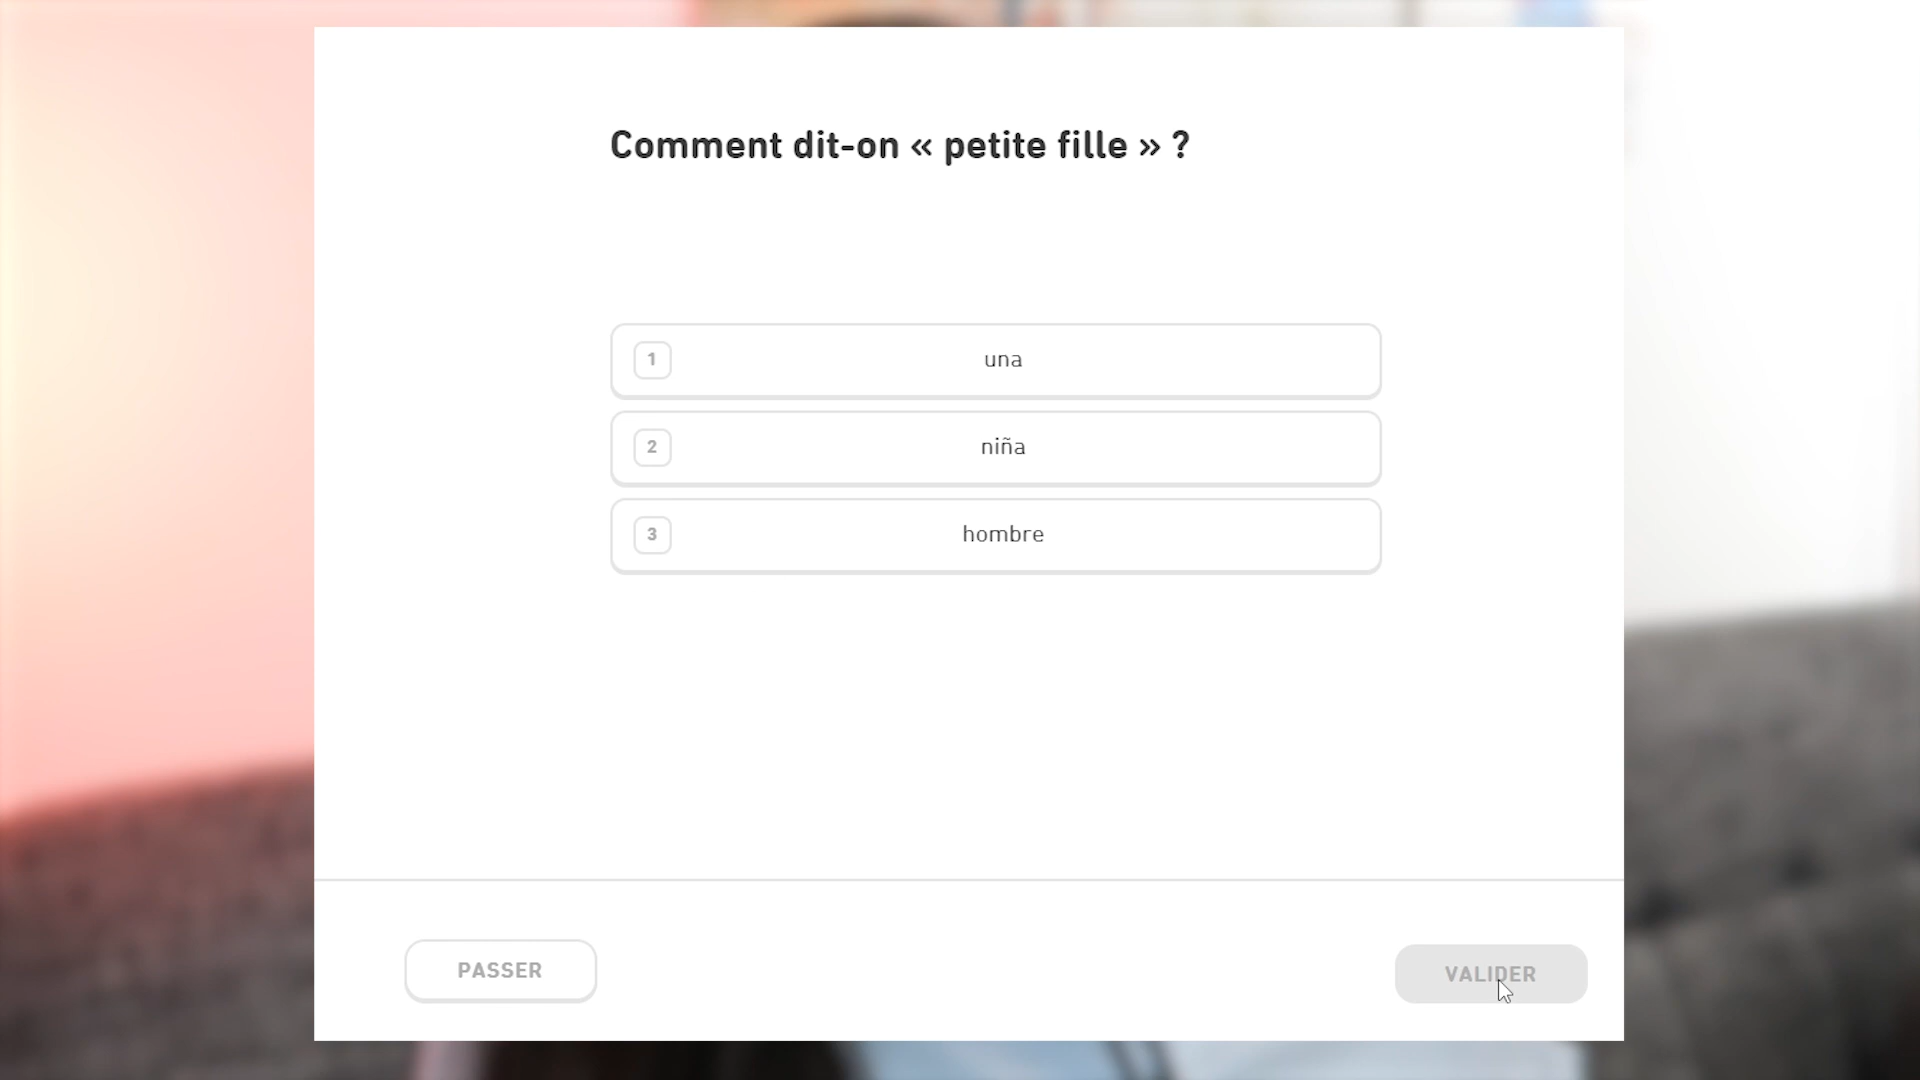 Comment dit-on « petite fille » ?
1 una
2 niña
3 hombre
PASSER
VALIDER